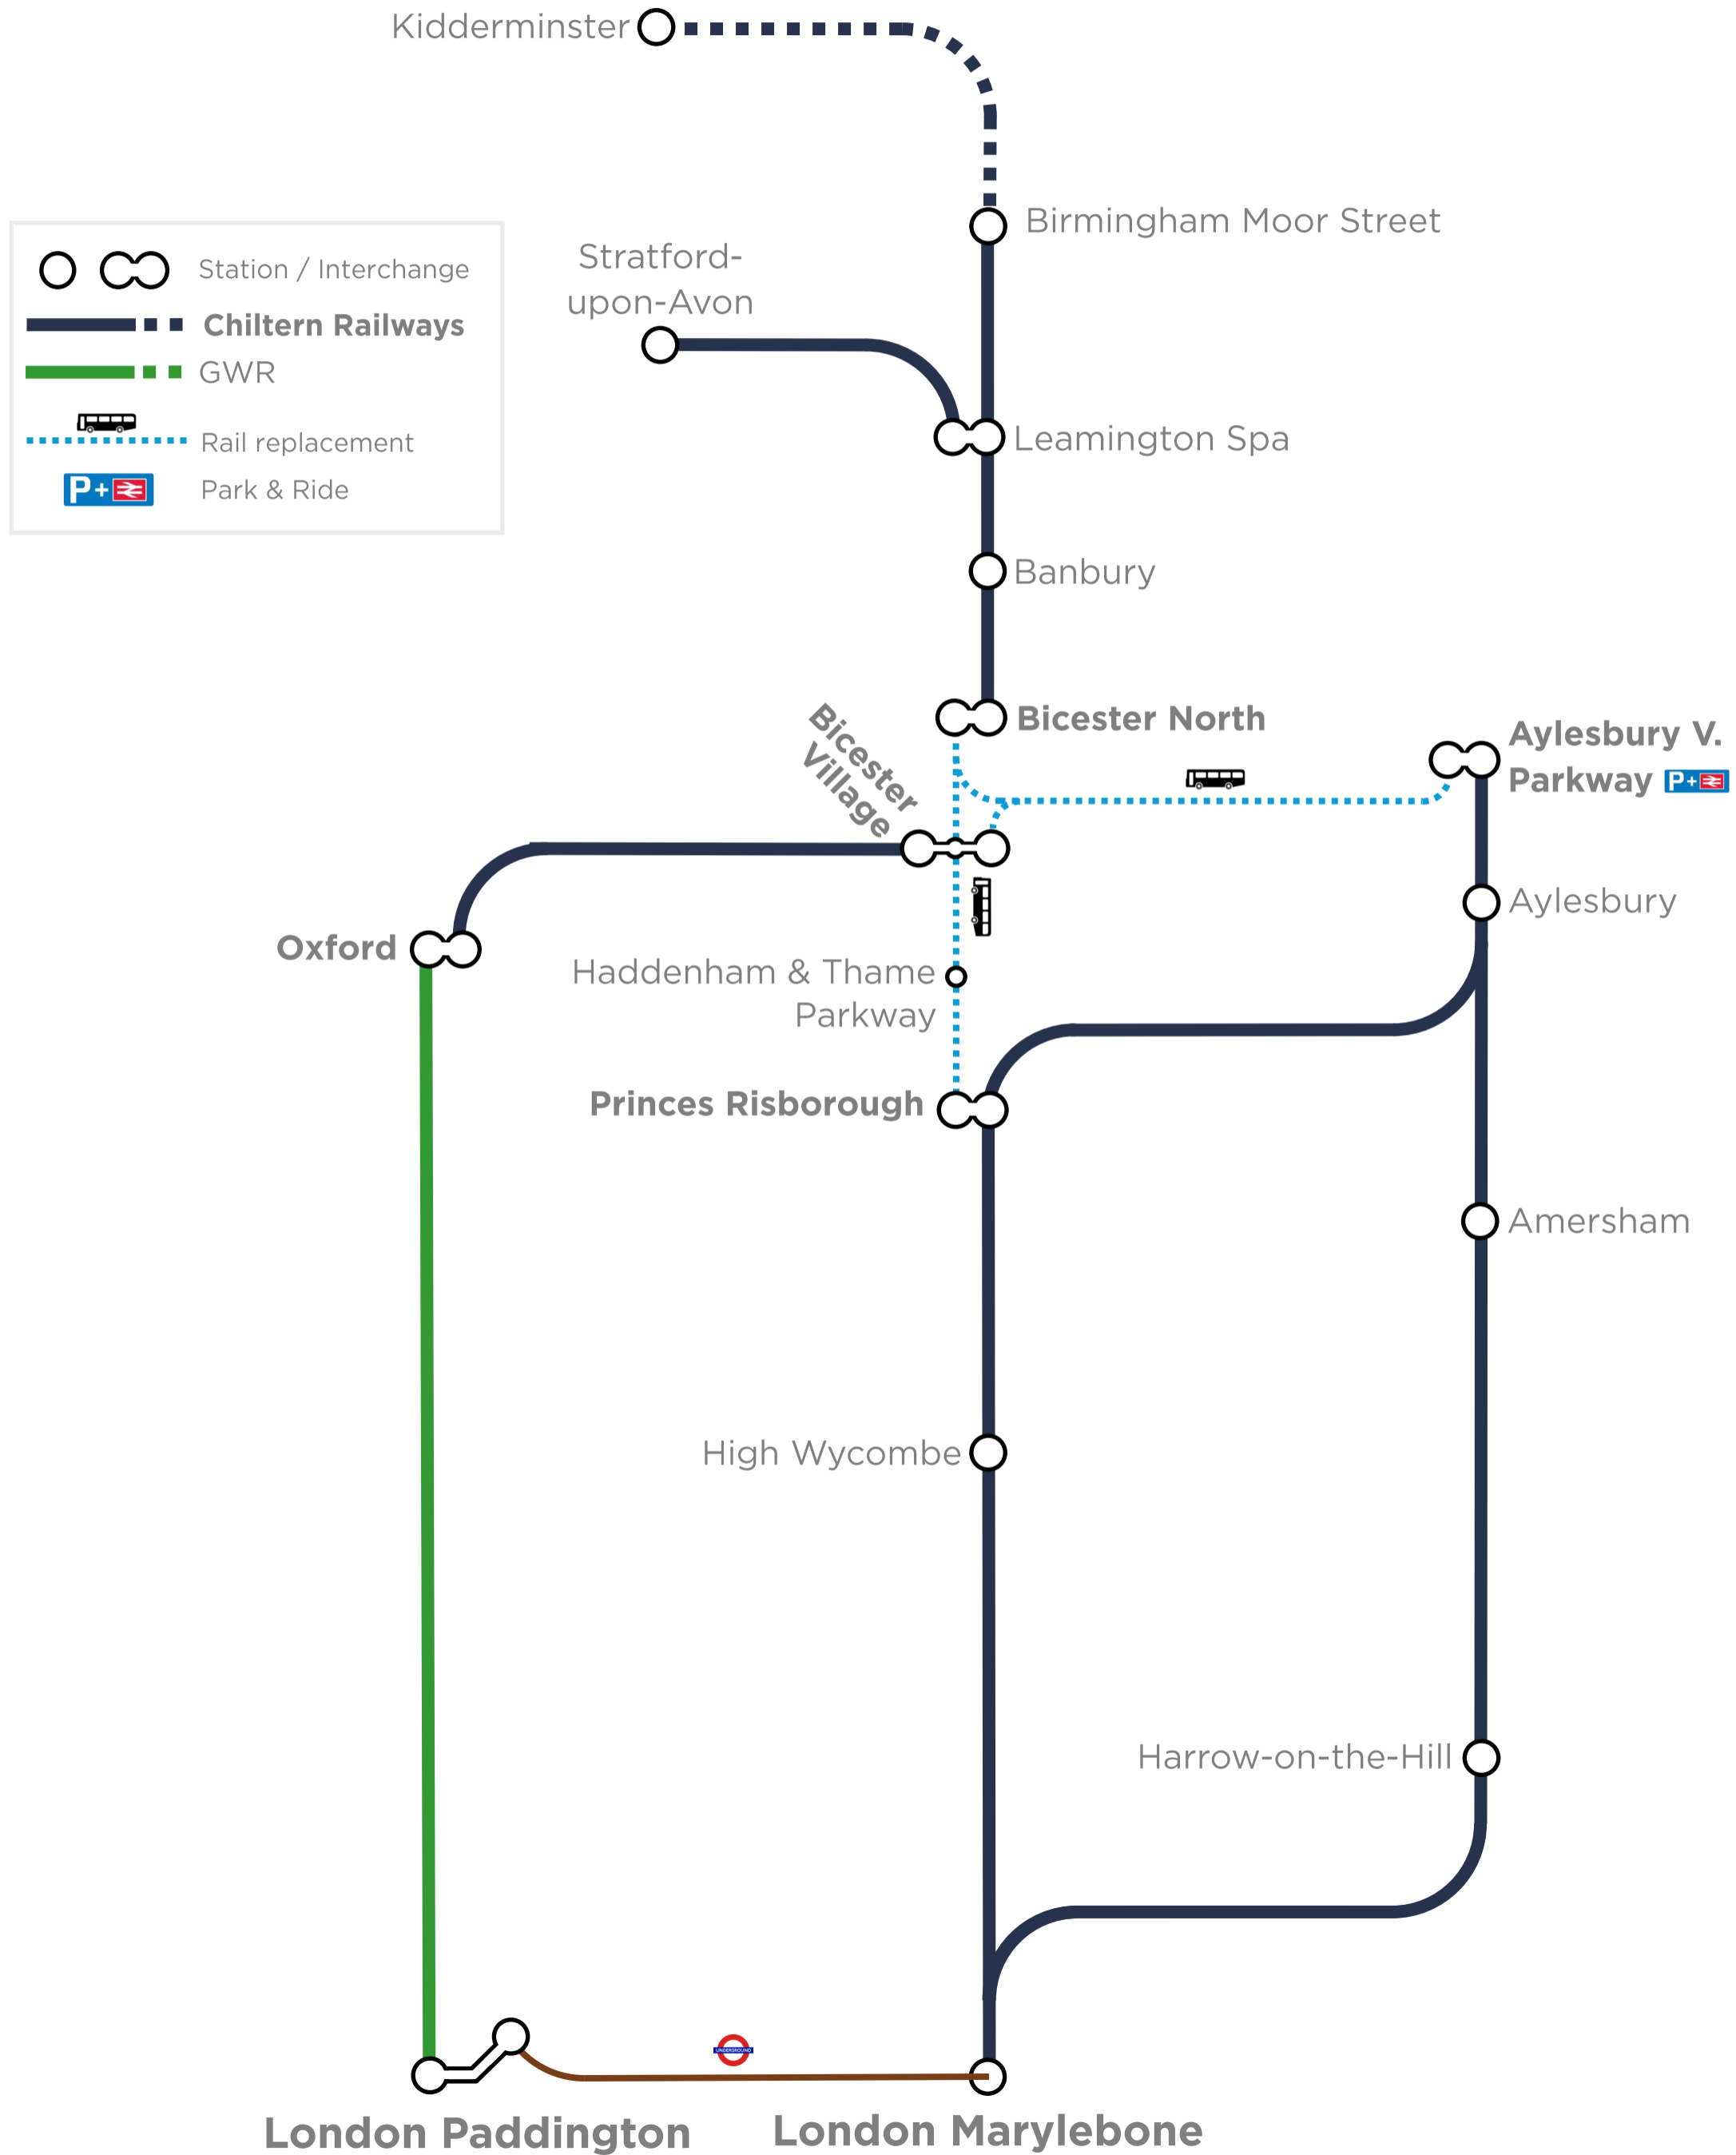 Kidderminster
Birmingham Moor Street
Stratford-
upon-Avon
Station / Interchange
Chiltern Railways
GWR
Rail replacement
P+
Park & Ride
Leamington Spa
Banbury
Bicester North
Bicester
Village
Aylesbury V.
Parkway P+
Aylesbury
Oxford
Haddenham & Thame
Parkway
Princes Risborough
Amersham
High Wycombe
Harrow-on-the-Hill
UNDERGROUND
London Paddington
London Marylebone